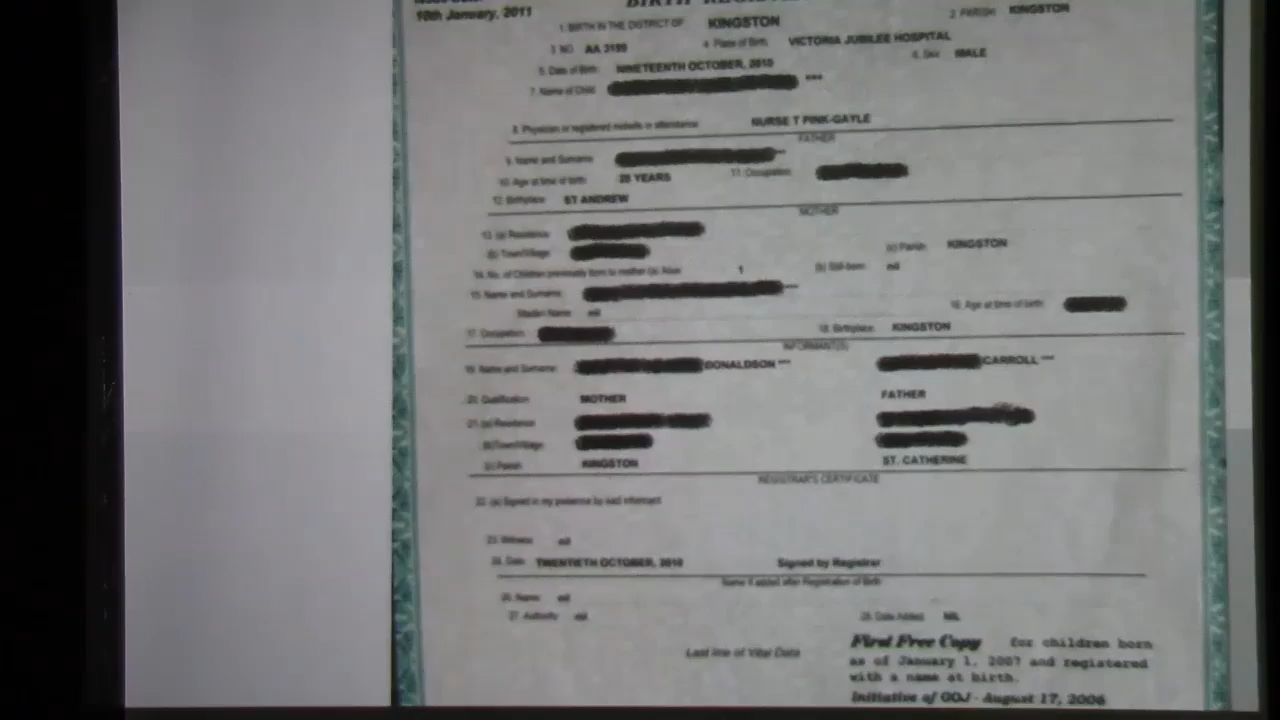 10th January, 2011
BIRTH REGIS
1. BIRTH IN THE DISTRICT OF KINGSTON 2. PARISH KINGSTON
3. NO. AA 3195 4. Place of Birth VICTORIA JUBILEE HOSPITAL
5. Date of Birth NINETEENTH OCTOBER, 2010 6. Sex MALE
7. Name of Child ***
8. Physician or registered midwife in attendance NURSE T PINK-GAYLE
FATHER
9. Name and Surname
10. Age at time of birth YEARS 11. Occupation
12. Birthplace ST ANDREW
MOTHER
13. (a) Residence
(b) Town/Village (c) Parish KINGSTON
14. No. of Children previously born to mother (a) Alive 1 (b) Still-born nil
15. Name and Surname
Maiden Name nil 16. Age at time of birth
17. Occupation 18. Birthplace KINGSTON
INFORMANT(S)
19. Name and Surname DONALDSON *** CARROLL ***
20. Qualification MOTHER FATHER
21. (a) Residence
(b) Town/Village
(c) Parish KINGSTON ST. CATHERINE
REGISTRAR'S CERTIFICATE
22. (a) Signed in my presence by said informant
23. Witness nil
24. Date TWENTIETH OCTOBER, 2010 Signed by Registrar
Name if added after Registration of Birth
26. Name nil
27. Authority nil 28. Date Added NIL
First Free Copy for children born
Last line of Vital Data as of January 1, 2007 and registered
with a name at birth.
Initiative of GOJ - August 17, 2006